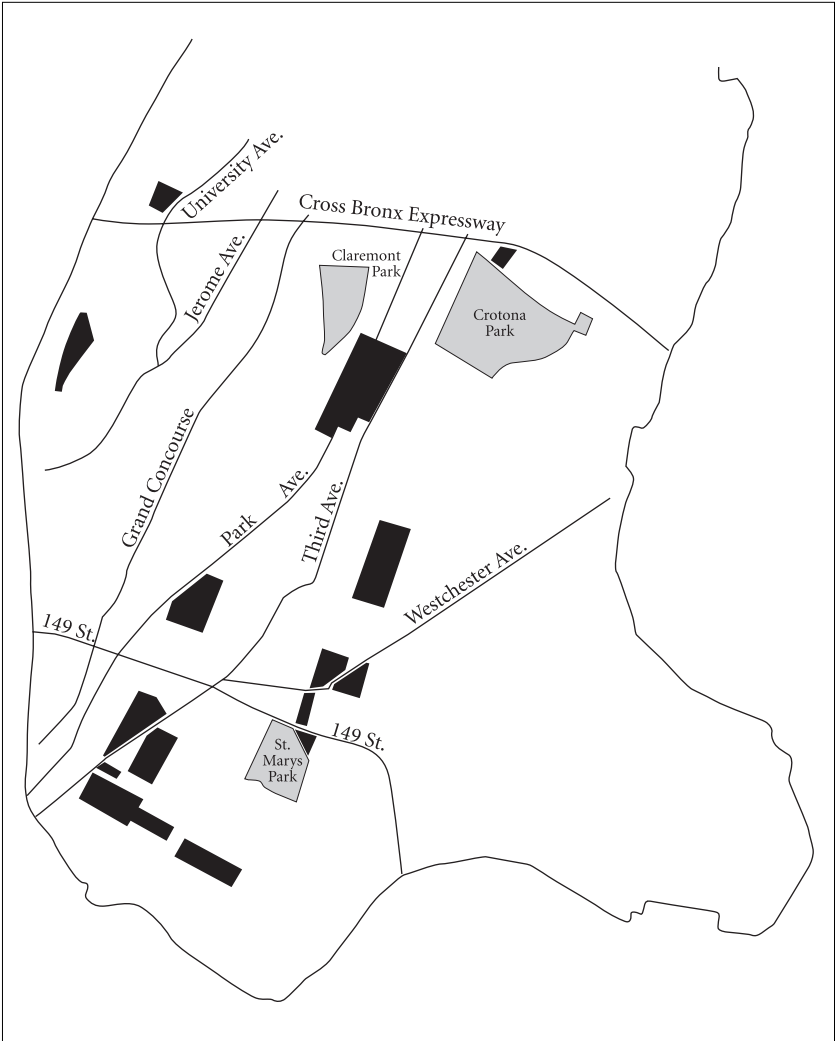 University Ave.
Cross Bronx Expressway
Jerome Ave.
Claremont
Park
Crotona
Park
Grand Concourse
Park Ave.
Third Ave.
Westchester Ave.
149 St.
149 St.
St.
Marys
Park